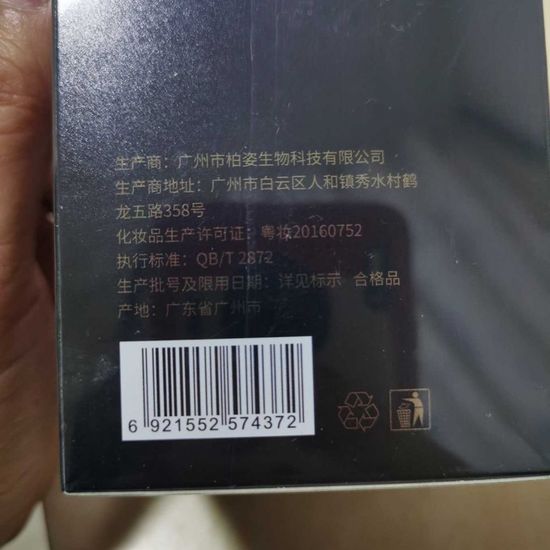 生产商：广州市柏姿生物科技有限公司
生产商地址：广州市白云区人和镇秀水村鹤
龙五路358号
化妆品生产许可证：粤妆20160752
执行标准：QB/T 2872
生产批号及限用日期：详见标示 合格品
产地：广东省广州市
6 921552 574372